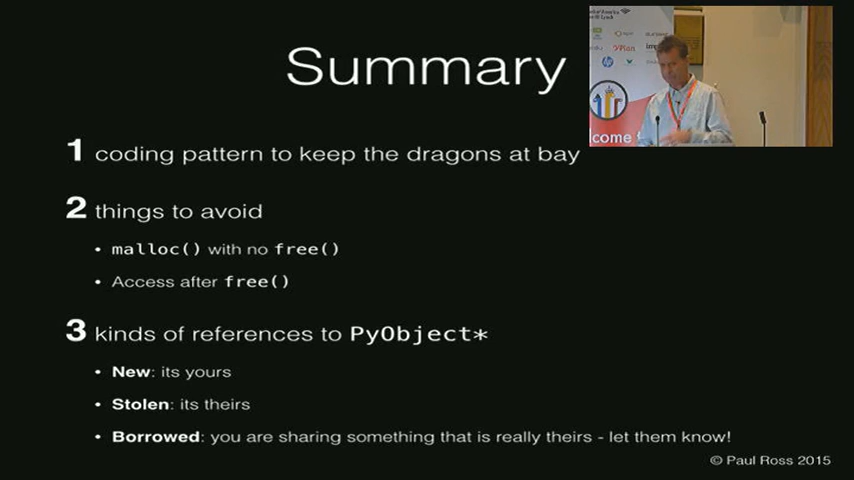 Summary
1 coding pattern to keep the dragons at bay
2 things to avoid
• malloc() with no free()
• Access after free()
3 kinds of references to PyObject*
• New: its yours
• Stolen: its theirs
• Borrowed: you are sharing something that is really theirs - let them know!
© Paul Ross 2015
hp
elcome